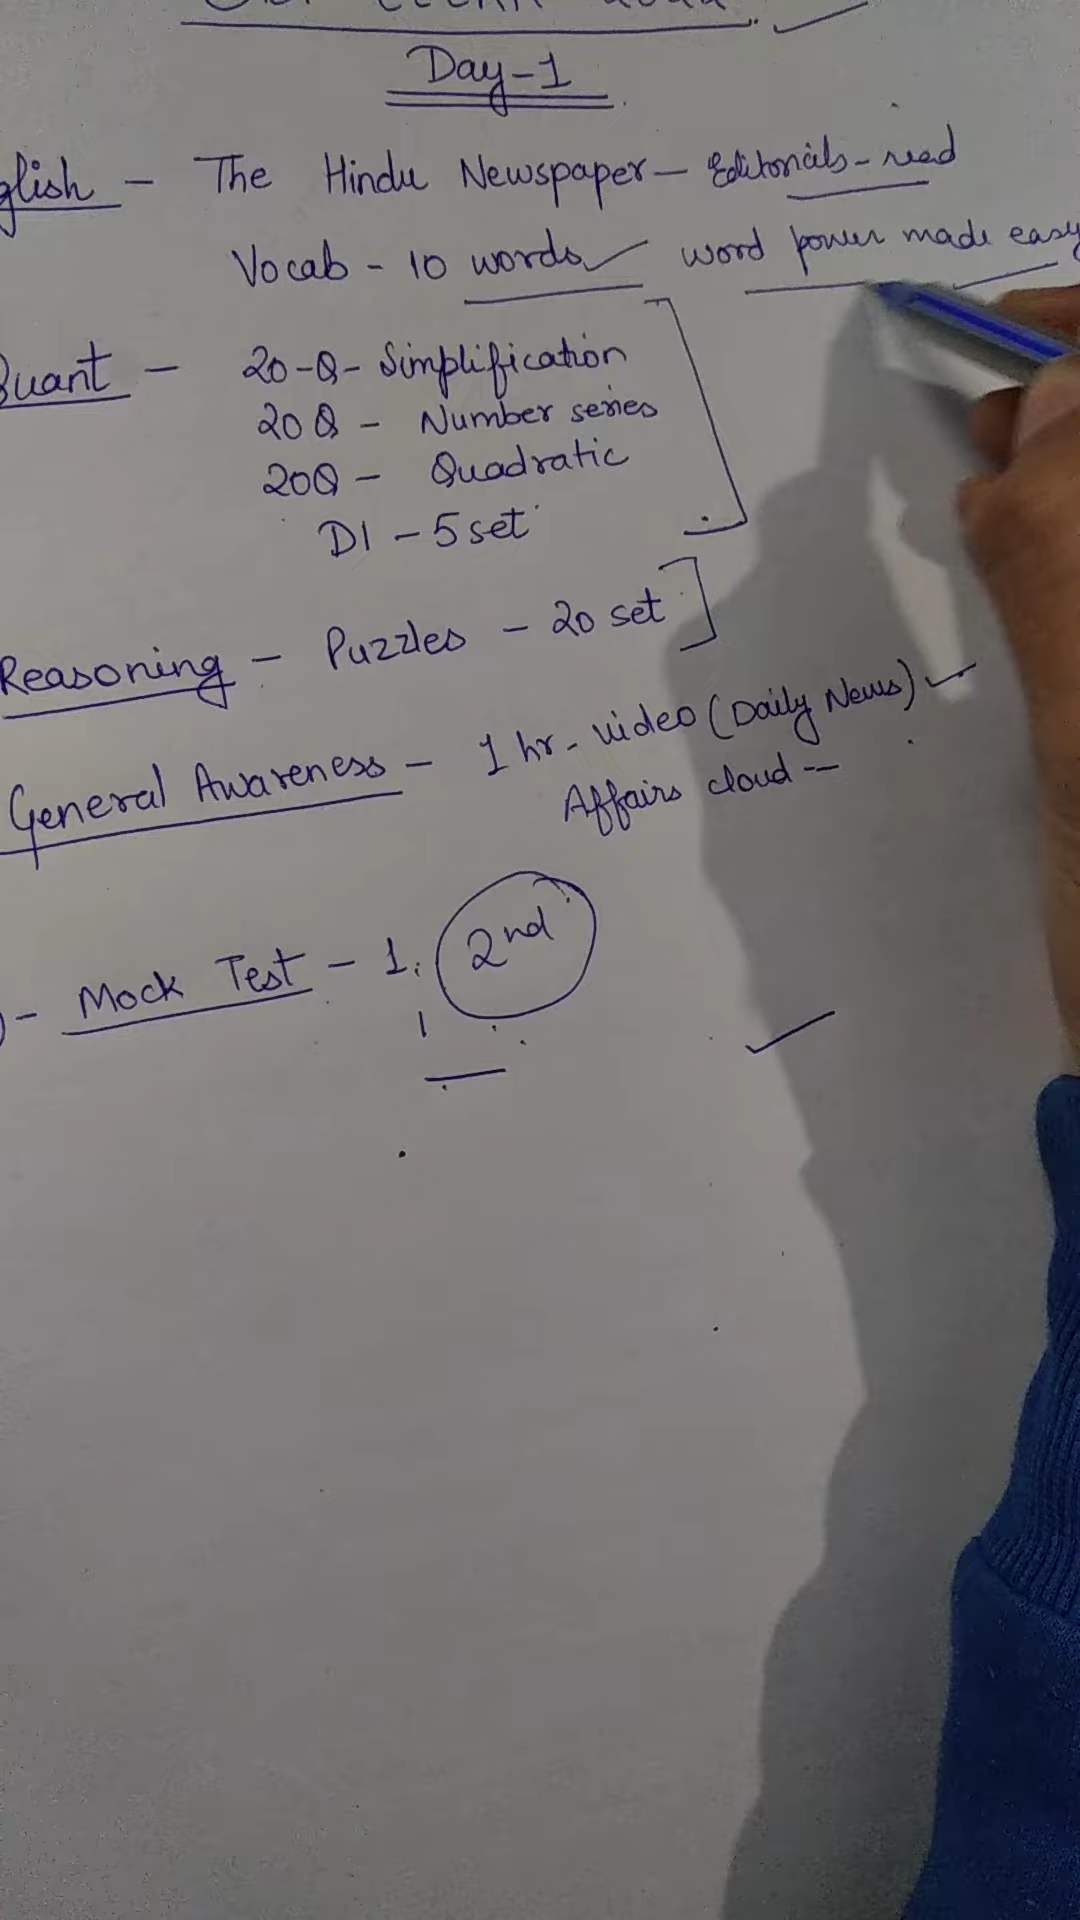 Day-1
glish - The Hindu Newspaper - Editorials - read
Vocab - 10 words word power made easy
Quant - 20-Q- Simplification
20 Q - Number series
20Q - Quadratic
DI - 5 set
Reasoning - Puzzles - 20 set
General Awareness - 1 hr. video (Daily News)
Affairs cloud --
- Mock Test - 1. 2nd